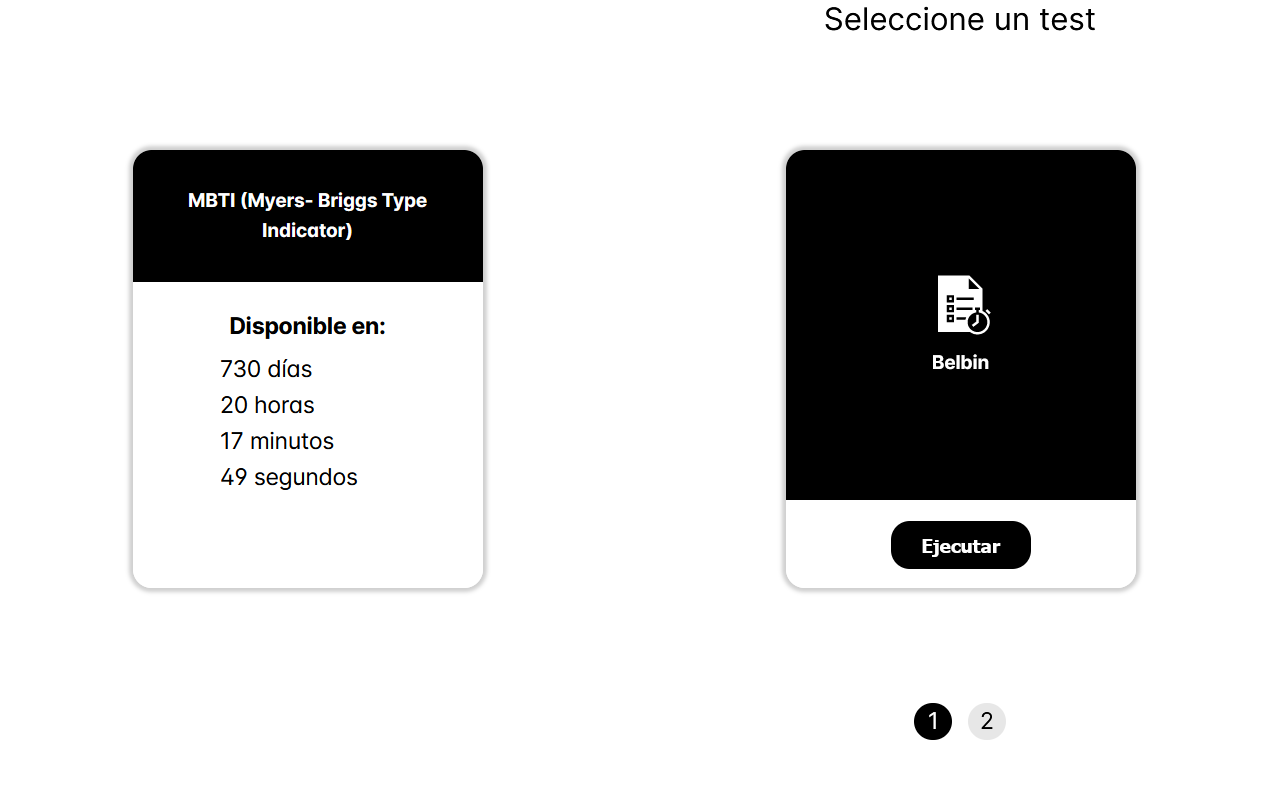 Seleccione un test
MBTI (Myers- Briggs Type
Indicator)
Disponible en:
730 días
20 horas
17 minutos
49 segundos
Belbin
Ejecutar
1
2